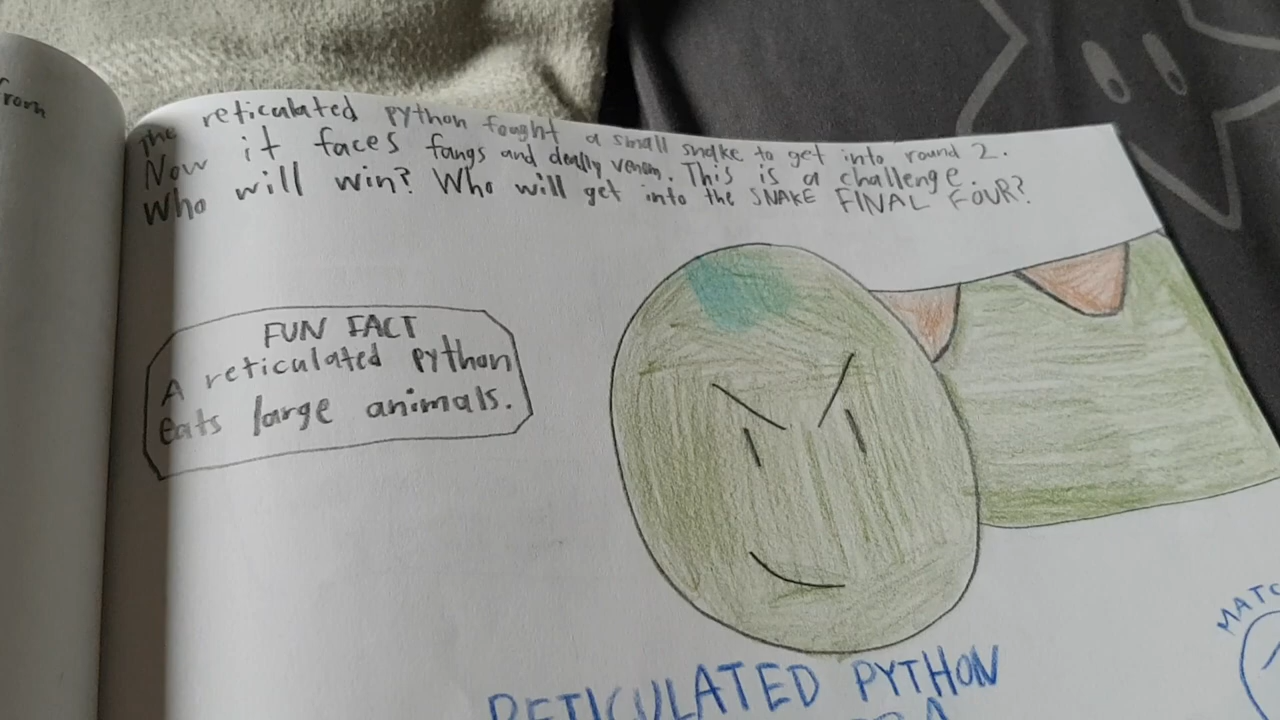 from
the reticulated python fought a small snake to get into round 2.
Now it faces fangs and deadly venom. This is a challenge.
Who will win? Who will get into the SNAKE FINAL FOUR?
FUN FACT
A reticulated python
eats large animals.
RETICULATED PYTHON